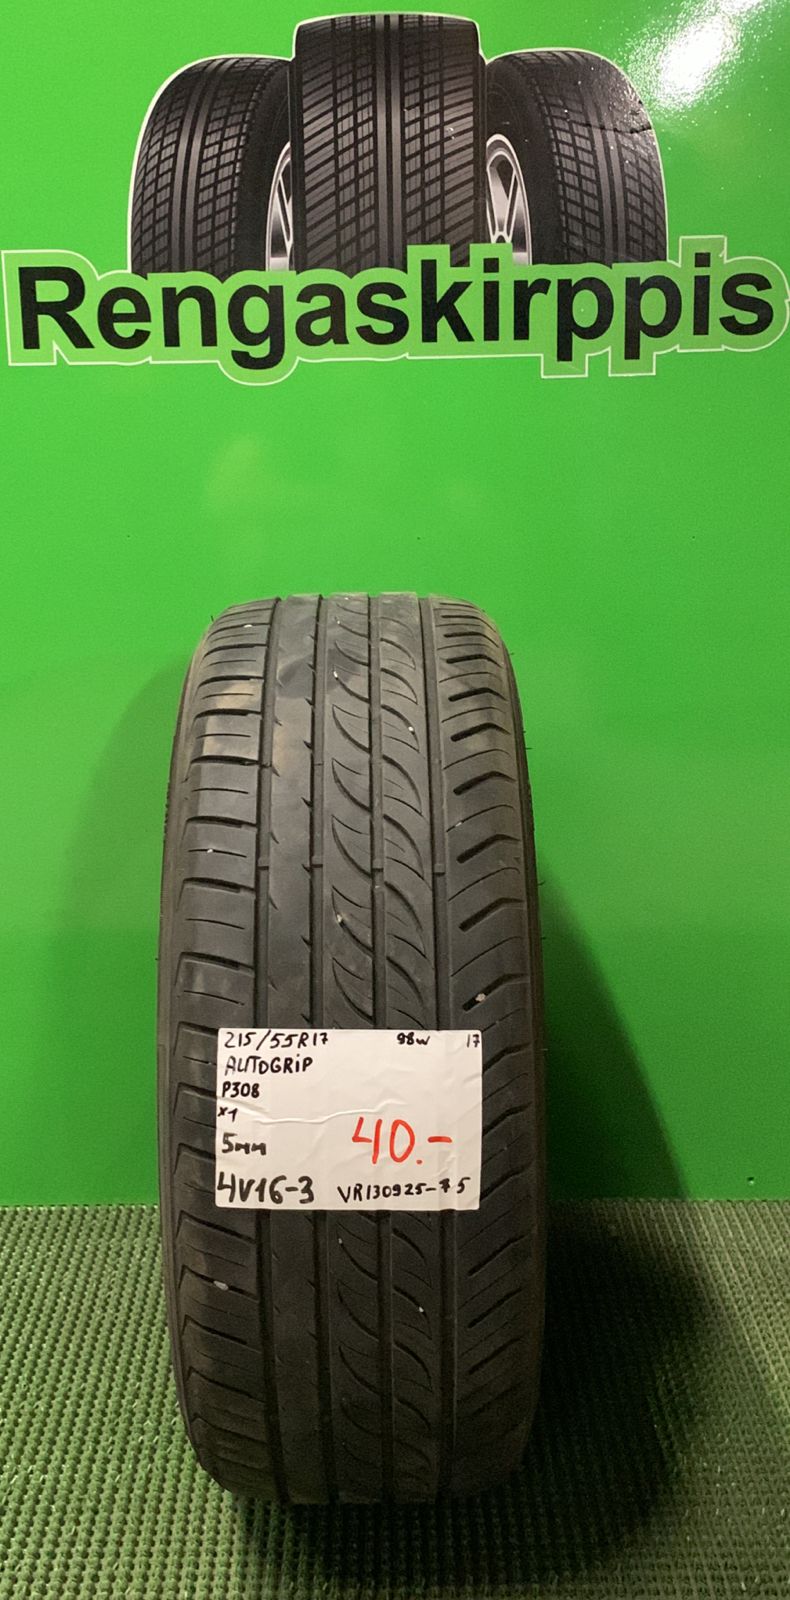 Rengaskirppis
215/55R17 98W 17
AUTOGRIP
P308
x1
5mm 40.-
4V16-3 VR130925-75